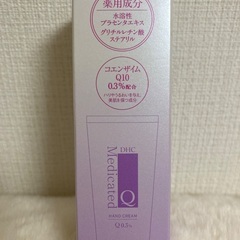 薬用成分
水溶性
プラセンタエキス
グリチルレチン酸
ステアリル
コエンザイム
Q10
0.3%配合
DHC
Medicated
Q
HAND CREAM